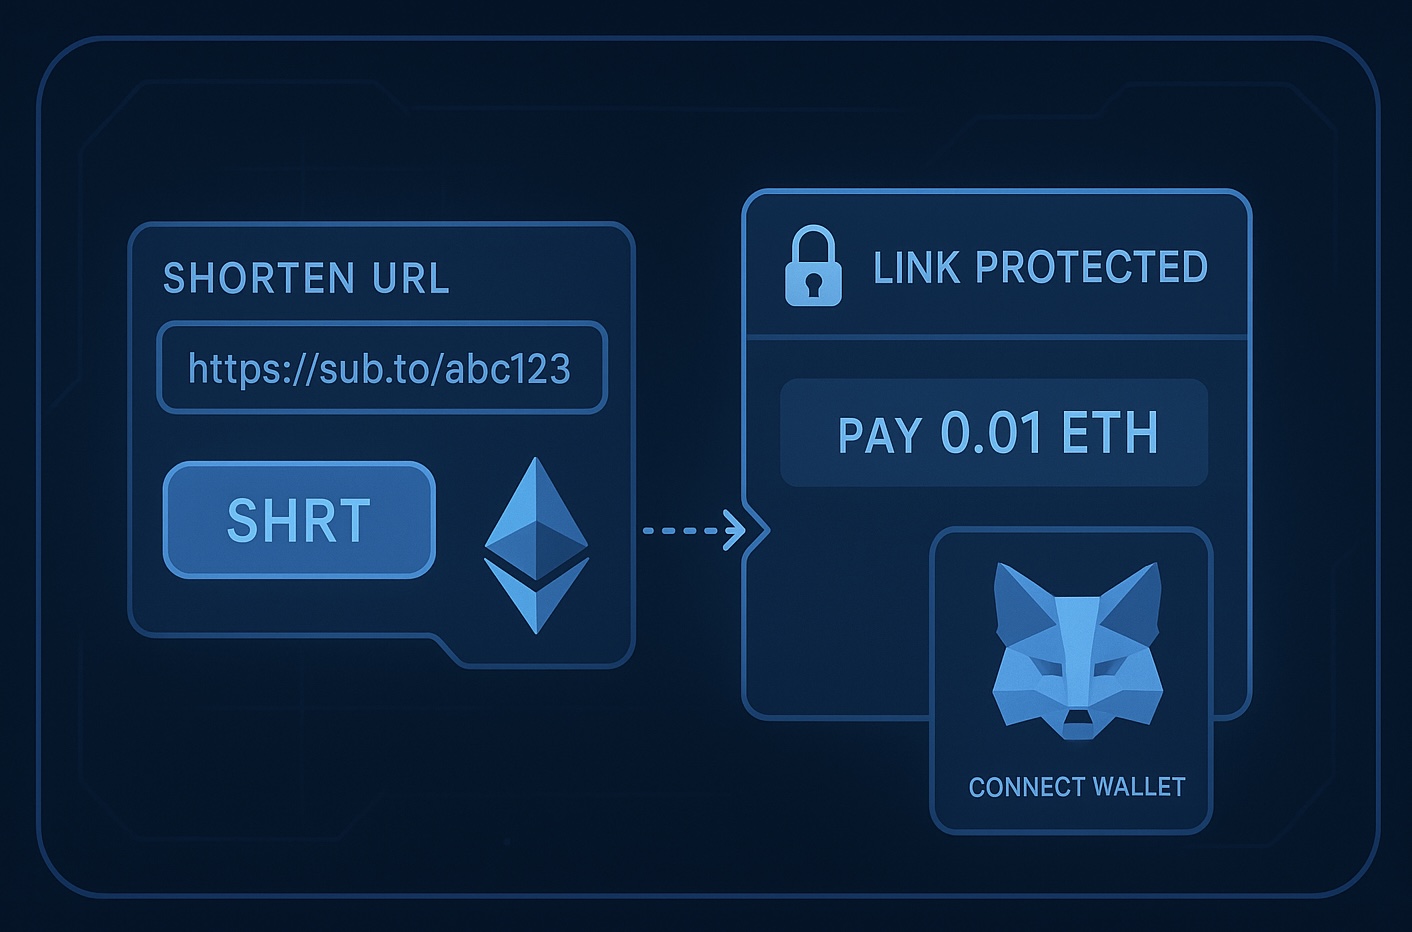 SHORTEN URL
https://sub.to/abc123
SHRT
LINK PROTECTED
PAY 0.01 ETH
CONNECT WALLET